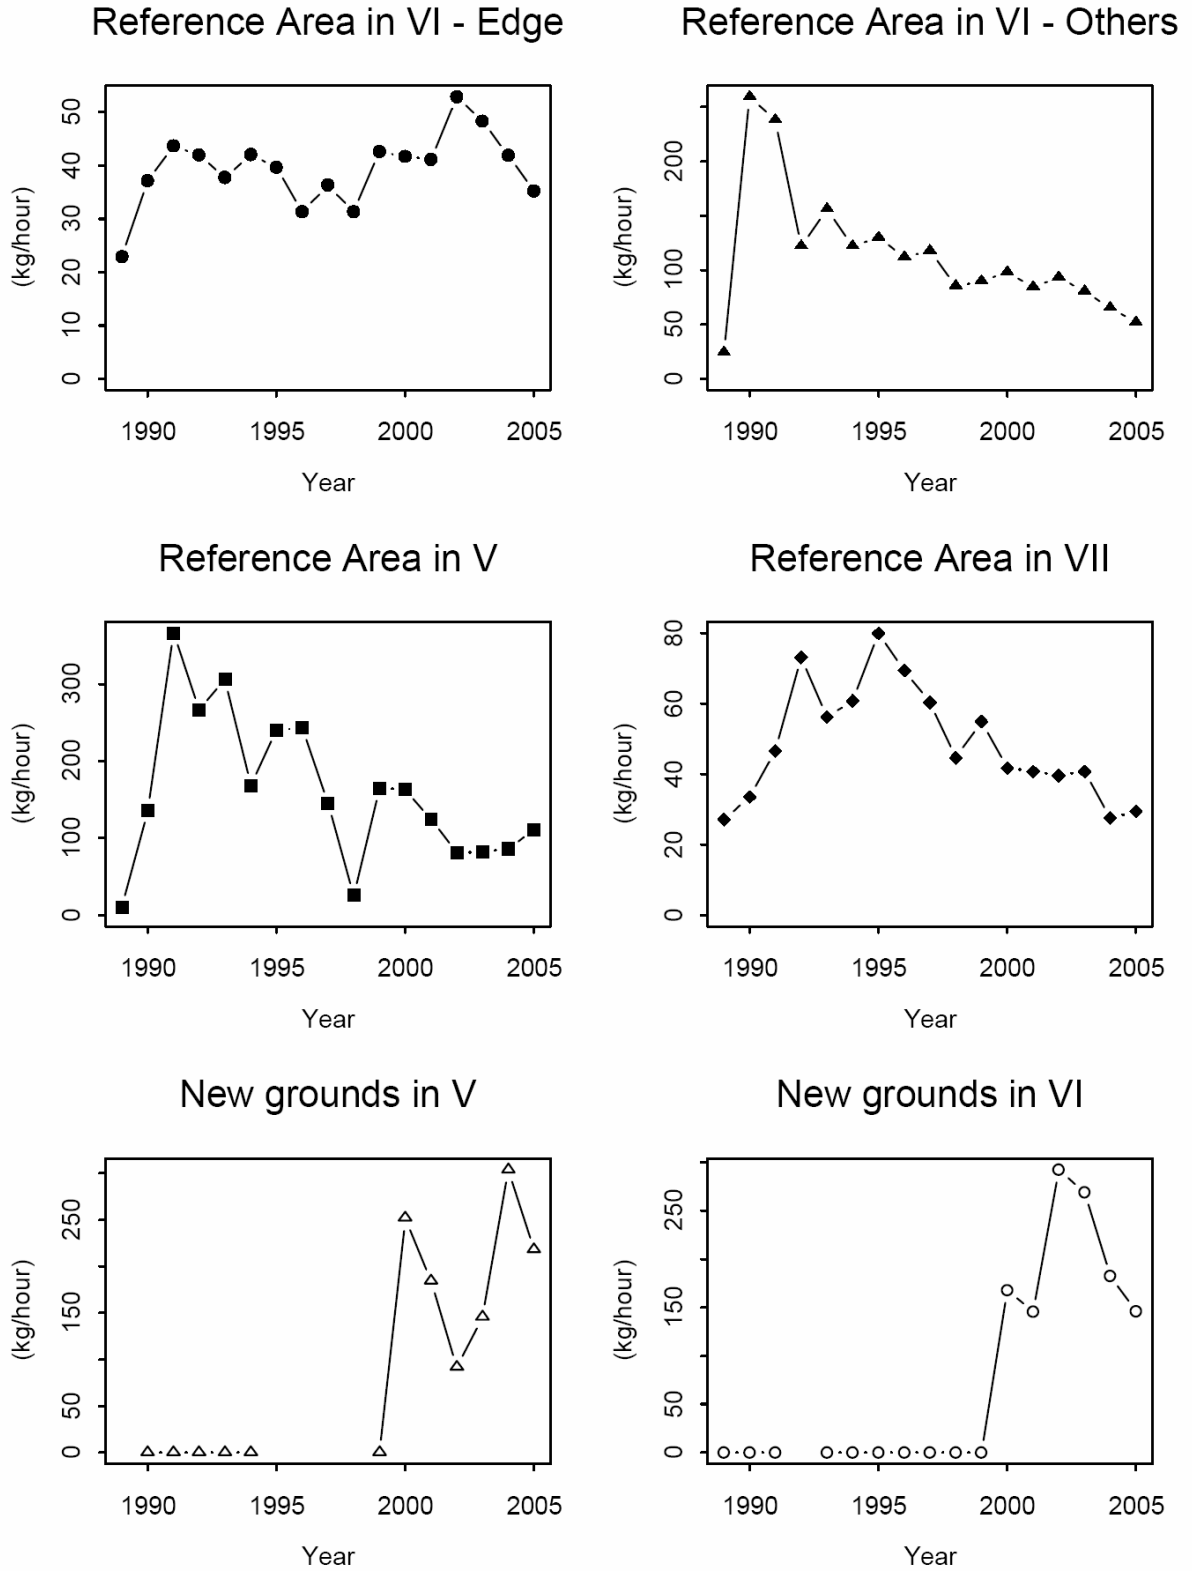 Reference Area in VI - Edge
(kg/hour)
50
40
30
20
10
0
1990 1995 2000 2005
Year
Reference Area in VI - Others
(kg/hour)
200
100
50
0
1990 1995 2000 2005
Year
Reference Area in V
(kg/hour)
300
200
100
0
1990 1995 2000 2005
Year
Reference Area in VII
(kg/hour)
80
60
40
20
0
1990 1995 2000 2005
Year
New grounds in V
(kg/hour)
250
150
50
0
1990 1995 2000 2005
Year
New grounds in VI
(kg/hour)
250
150
50
0
1990 1995 2000 2005
Year